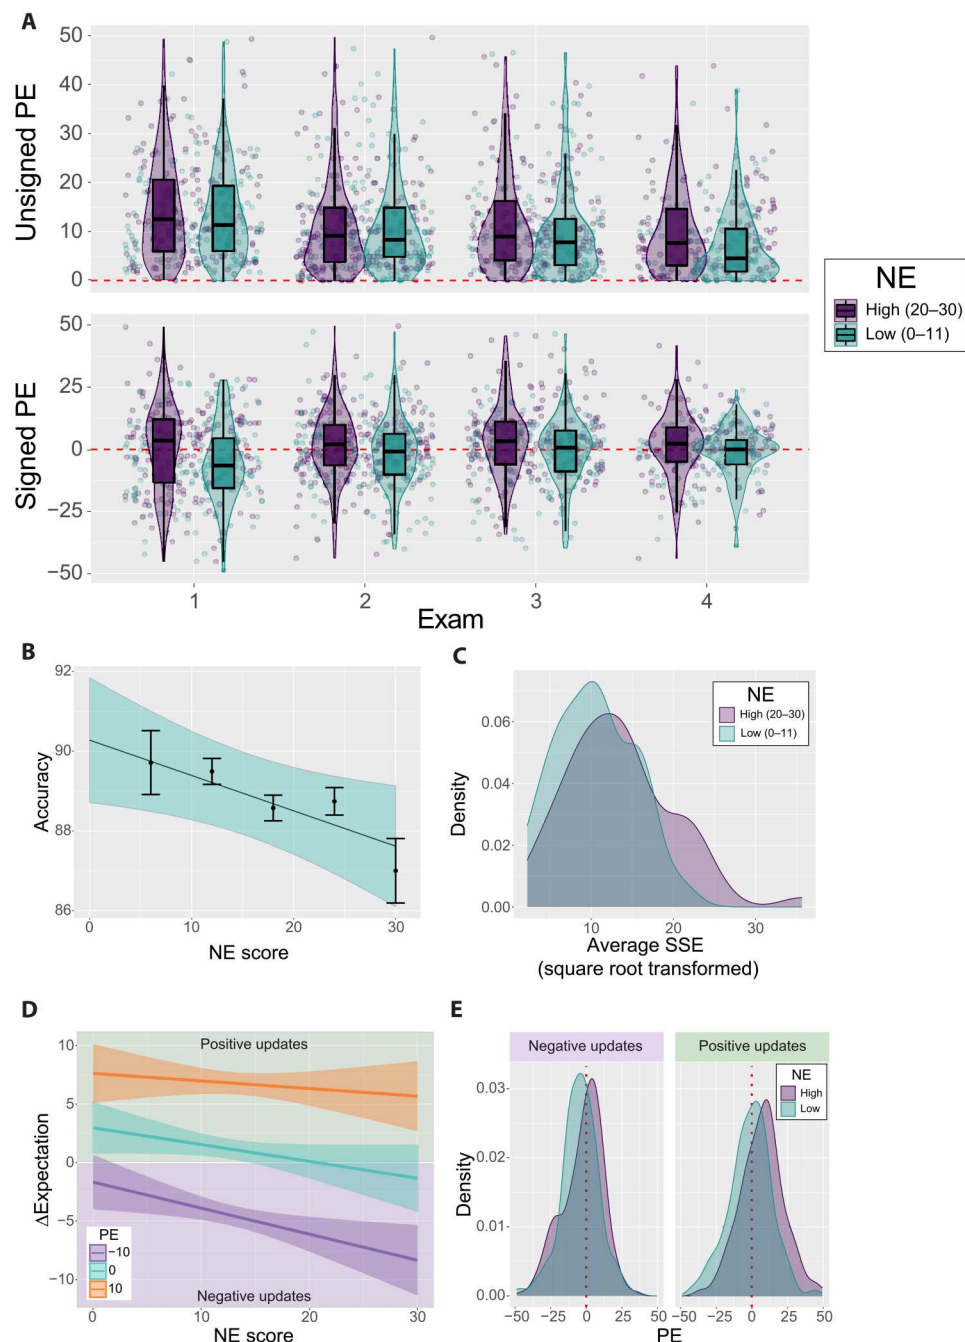 A
Unsigned PE
50
40
30
20
10
0
NE
High (20–30)
Low (0–11)
Signed PE
50
25
0
−25
−50
1
2
3
4
Exam
B
Accuracy
92
90
88
86
0
10
20
30
NE score
C
Density
0.06
0.04
0.02
0.00
NE
High (20–30)
Low (0–11)
10
20
30
Average SSE
(square root transformed)
D
ΔExpectation
10
5
0
−5
−10
Positive updates
PE
−10
0
10
Negative updates
0
10
20
30
NE score
E
Negative updates
Positive updates
Density
0.03
0.02
0.01
0.00
NE
High
Low
−50
−25
0
25
50
−50
−25
0
25
50
PE